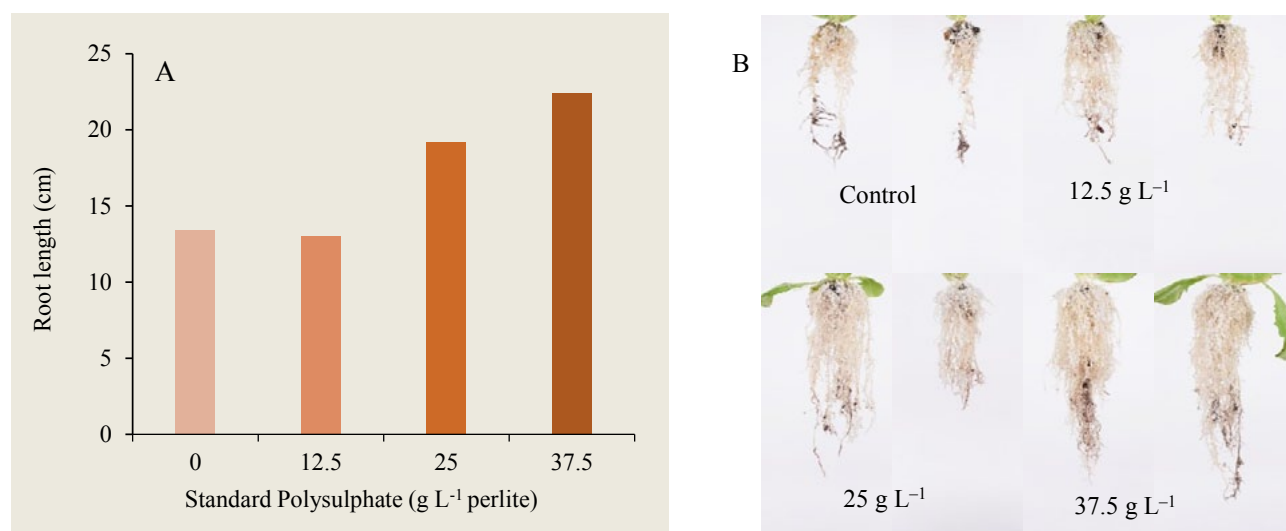 A
25
20
15
10
5
0
Root length (cm)
0 12.5 25 37.5
Standard Polysulphate (g L⁻¹ perlite)
B
Control
12.5 g L⁻¹
25 g L⁻¹
37.5 g L⁻¹